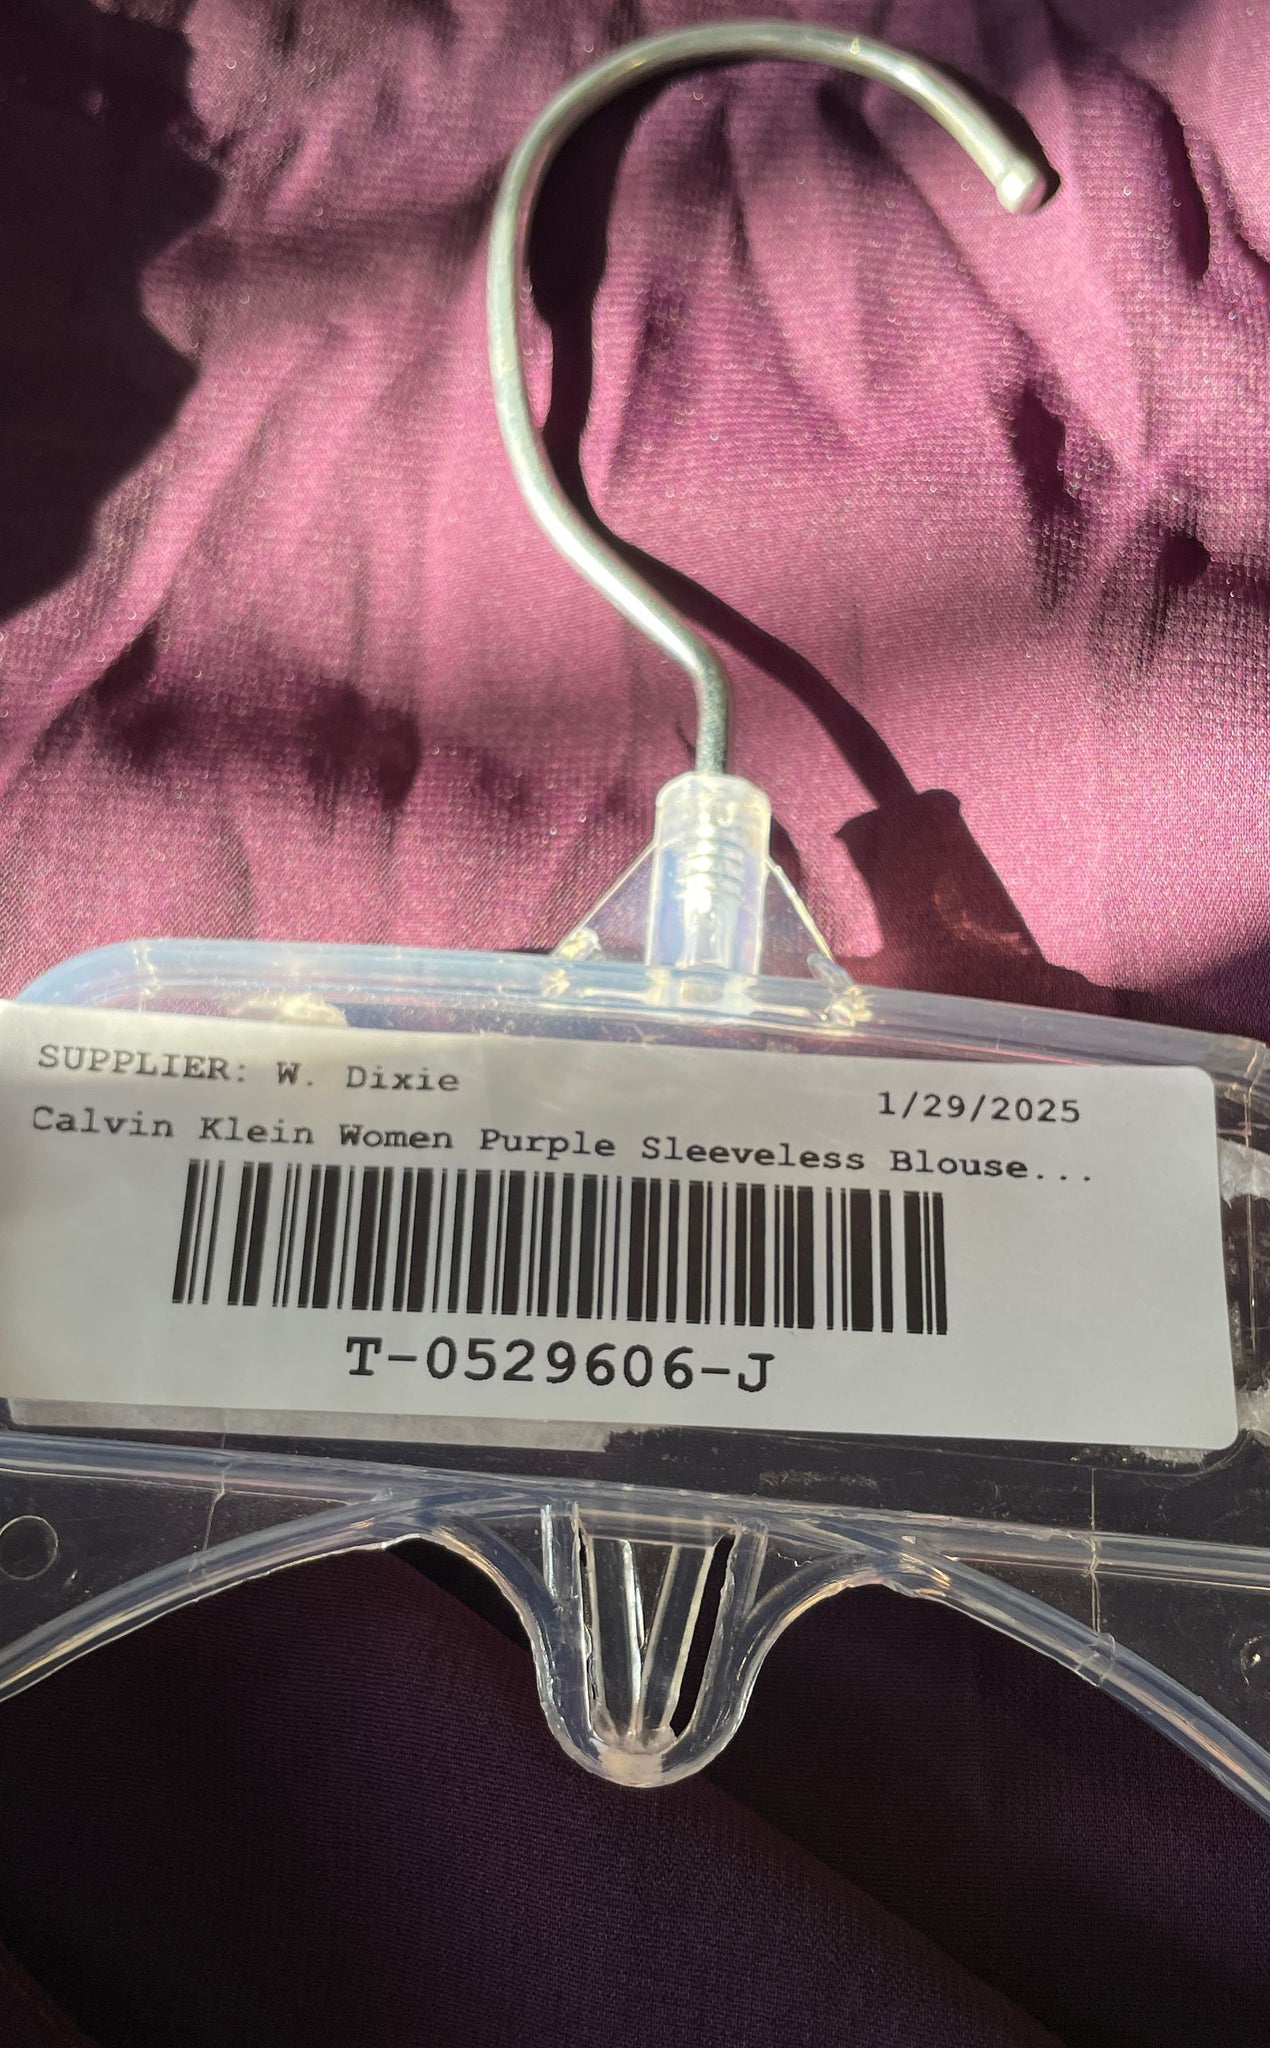 SUPPLIER: W. Dixie
1/29/2025
Calvin Klein Women Purple Sleeveless Blouse...
T-0529606-J